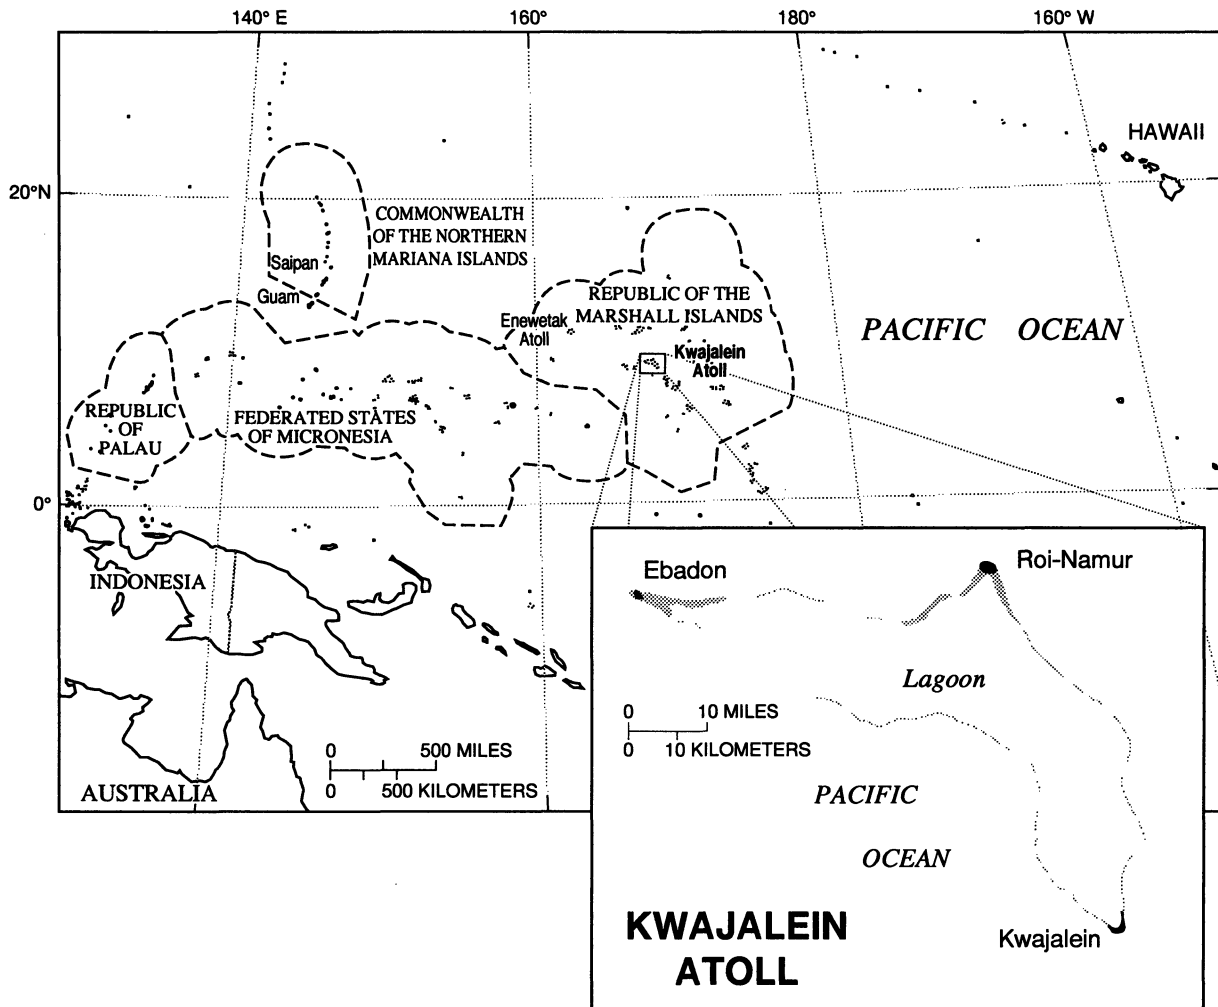 140° E
160°
180°
160° W
HAWAII
20°N
COMMONWEALTH
OF THE NORTHERN
MARIANA ISLANDS
Saipan
Guam
REPUBLIC OF THE
MARSHALL ISLANDS
Enewetak
Atoll
PACIFIC OCEAN
Kwajalein
Atoll
REPUBLIC
OF
PALAU
FEDERATED STATES
OF MICRONESIA
0°
INDONESIA
AUSTRALIA
0 500 MILES
0 500 KILOMETERS
Ebadon
Roi-Namur
Lagoon
0 10 MILES
0 10 KILOMETERS
PACIFIC
OCEAN
KWAJALEIN
ATOLL
Kwajalein